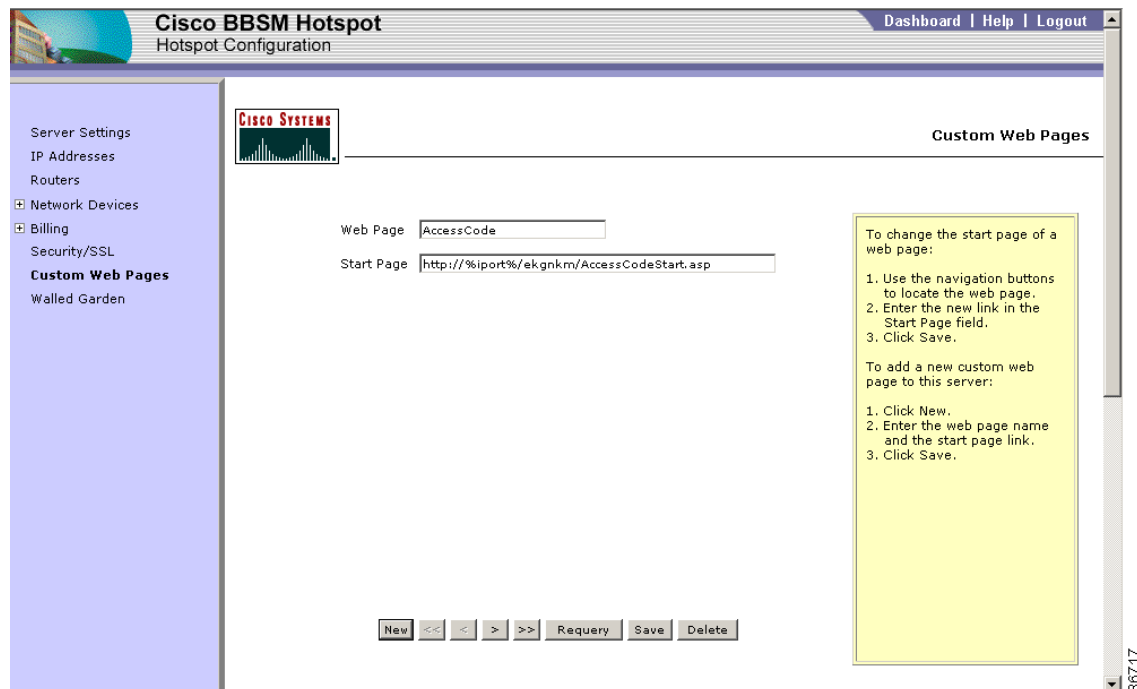 Cisco BBSM Hotspot
Hotspot Configuration
Dashboard | Help | Logout
Server Settings
IP Addresses
Routers
Network Devices
Billing
Security/SSL
Custom Web Pages
Walled Garden
CISCO SYSTEMS
Custom Web Pages
Web Page AccessCode
Start Page http://%iport%/ekgnkm/AccessCodeStart.asp
To change the start page of a
web page:
1. Use the navigation buttons
to locate the web page.
2. Enter the new link in the
Start Page field.
3. Click Save.
To add a new custom web
page to this server:
1. Click New.
2. Enter the web page name
and the start page link.
3. Click Save.
New << < > >> Requery Save Delete